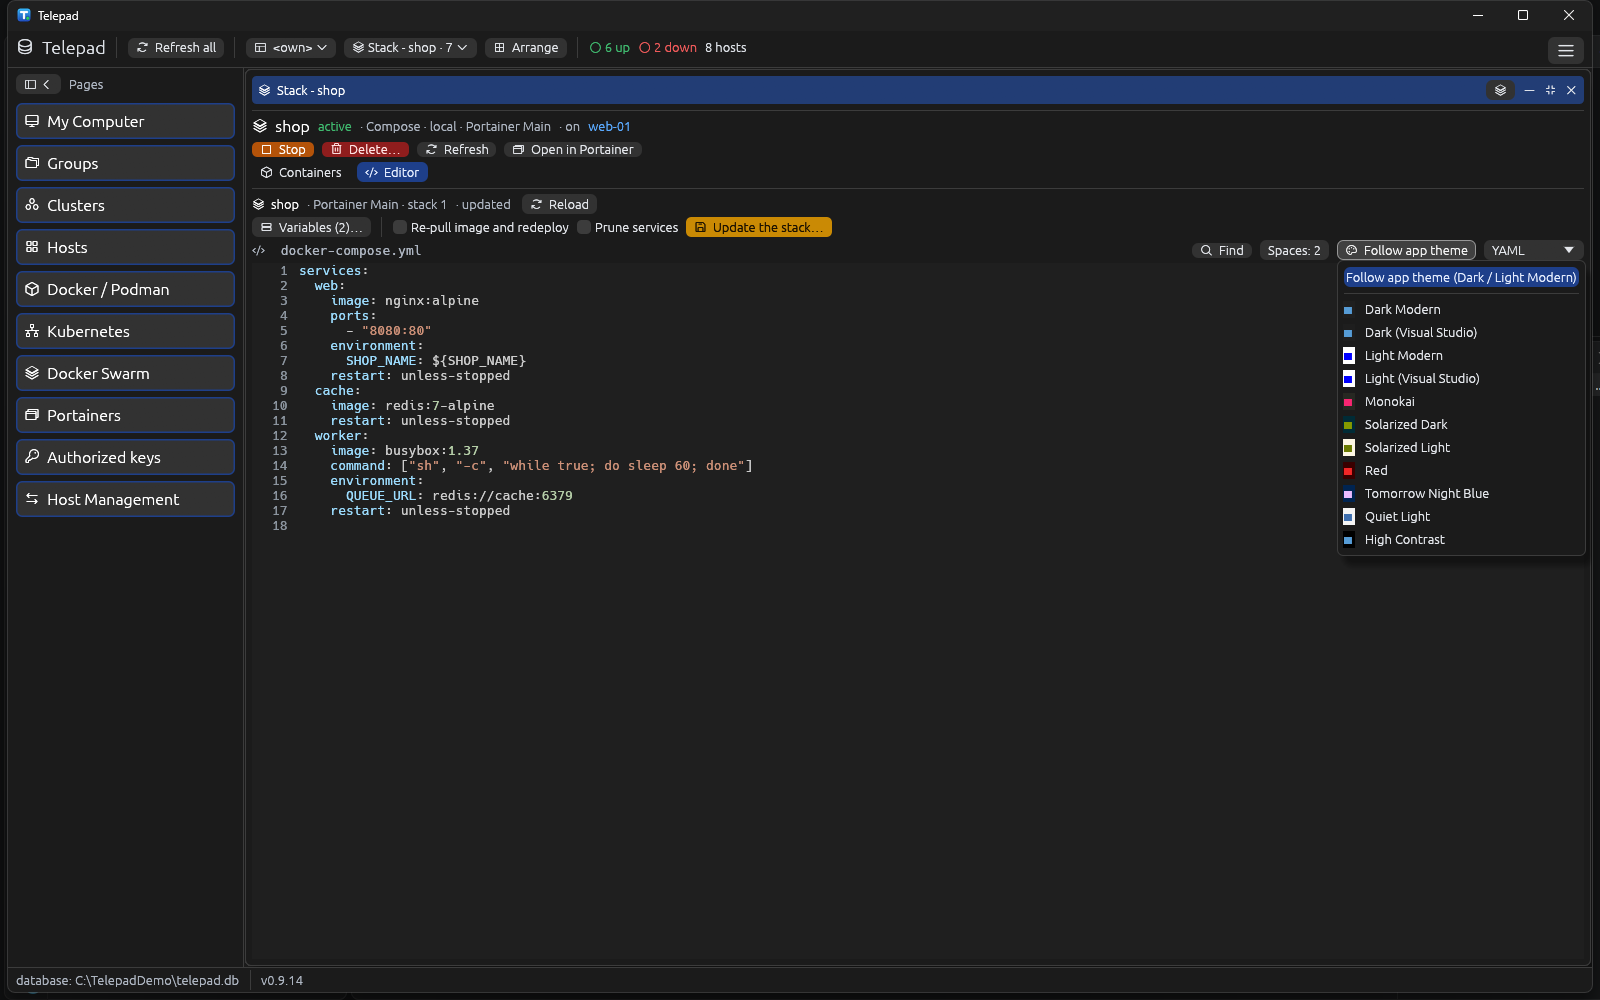 Telepad
Telepad Refresh all <own> Stack - shop · 7 Arrange 6 up 2 down 8 hosts
Pages
My Computer
Groups
Clusters
Hosts
Docker / Podman
Kubernetes
Docker Swarm
Portainers
Authorized keys
Host Management
Stack - shop
shop active · Compose · local · Portainer Main · on web-01
Stop Delete... Refresh Open in Portainer
Containers Editor
shop · Portainer Main · stack 1 · updated Reload
Variables (2)... Re-pull image and redeploy Prune services Update the stack...
docker-compose.yml Find Spaces: 2 Follow app theme YAML
1 services:
2   web:
3     image: nginx:alpine
4     ports:
5       - "8080:80"
6     environment:
7       SHOP_NAME: ${SHOP_NAME}
8     restart: unless-stopped
9   cache:
10     image: redis:7-alpine
11     restart: unless-stopped
12   worker:
13     image: busybox:1.37
14     command: ["sh", "-c", "while true; do sleep 60; done"]
15     environment:
16       QUEUE_URL: redis://cache:6379
17     restart: unless-stopped
18
Follow app theme (Dark / Light Modern)
Dark Modern
Dark (Visual Studio)
Light Modern
Light (Visual Studio)
Monokai
Solarized Dark
Solarized Light
Red
Tomorrow Night Blue
Quiet Light
High Contrast
database: C:\TelepadDemo\telepad.db v0.9.14